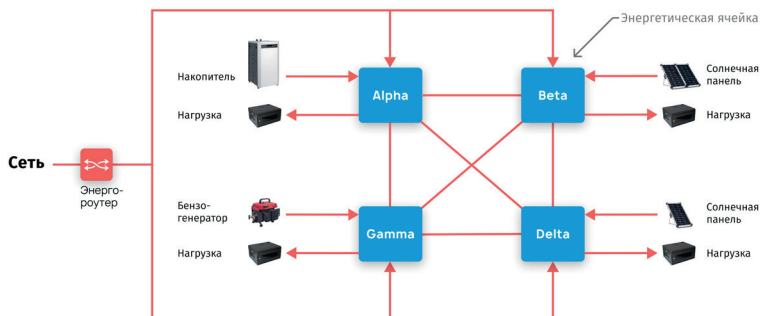 Энергетическая ячейка
Накопитель
Alpha
Beta
Солнечная
панель
Нагрузка
Нагрузка
Сеть
Энерго-
роутер
Бензо-
генератор
Gamma
Delta
Солнечная
панель
Нагрузка
Нагрузка